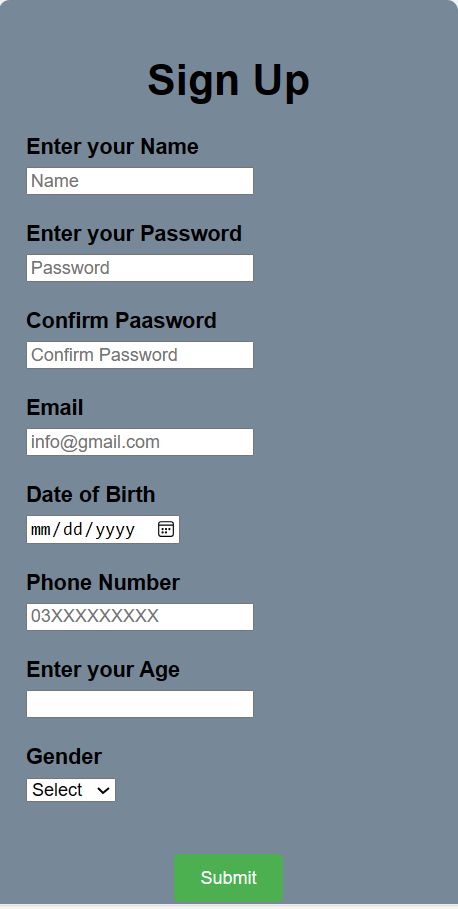 Sign Up
Enter your Name
Name
Enter your Password
Password
Confirm Paasword
Confirm Password
Email
info@gmail.com
Date of Birth
mm/dd/yyyy
Phone Number
03XXXXXXXXX
Enter your Age
Gender
Select
Submit